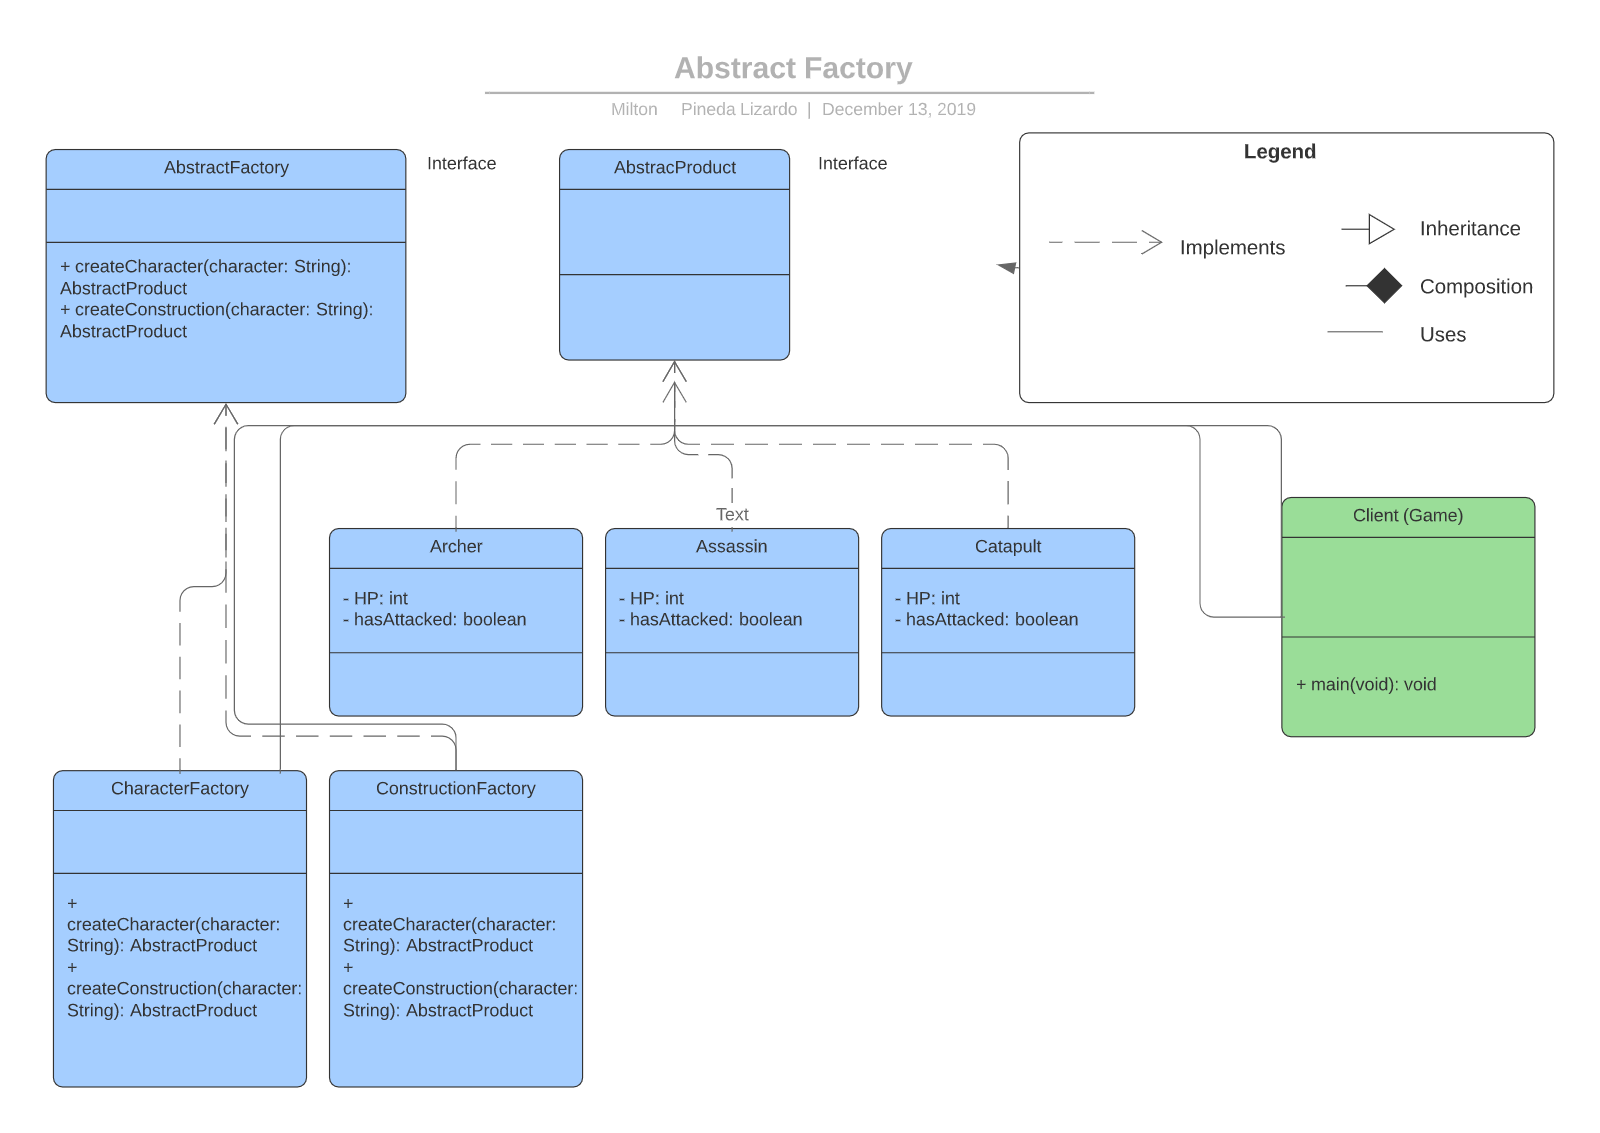 Abstract Factory
Milton Pineda Lizardo | December 13, 2019
AbstractFactory
Interface
+ createCharacter(character: String):
AbstractProduct
+ createConstruction(character: String):
AbstractProduct
AbstracProduct
Interface
Legend
Implements
Inheritance
Composition
Uses
Text
Archer
- HP: int
- hasAttacked: boolean
Assassin
- HP: int
- hasAttacked: boolean
Catapult
- HP: int
- hasAttacked: boolean
Client (Game)
+ main(void): void
CharacterFactory
+
createCharacter(character:
String): AbstractProduct
+
createConstruction(character:
String): AbstractProduct
ConstructionFactory
+
createCharacter(character:
String): AbstractProduct
+
createConstruction(character:
String): AbstractProduct